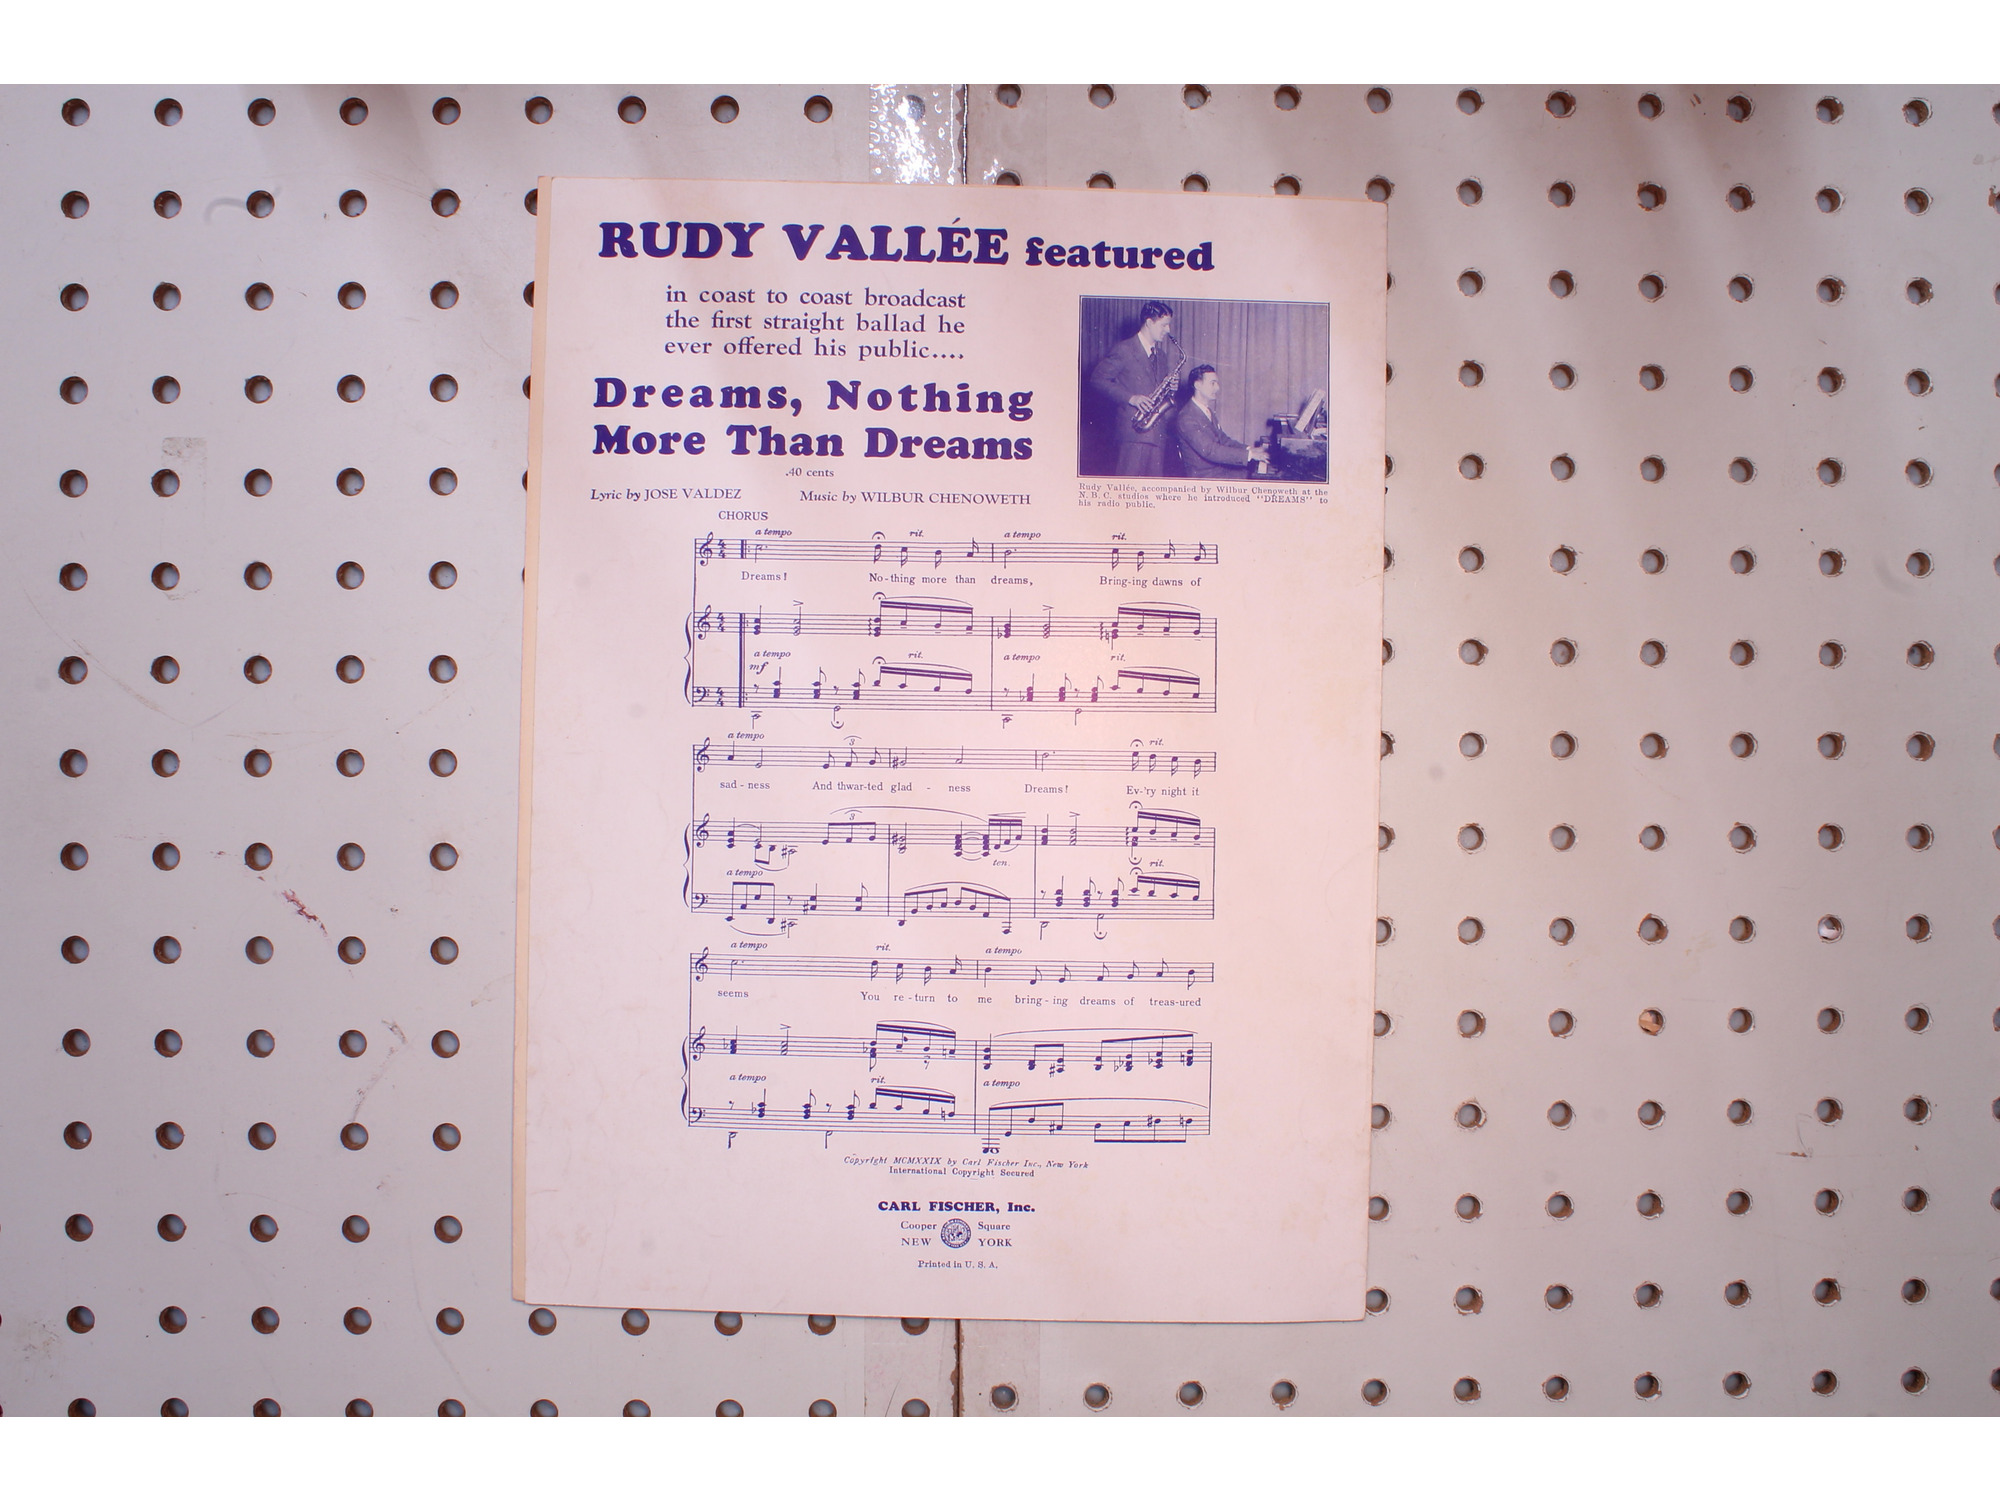 RUDY VALLÉE featured
in coast to coast broadcast
the first straight ballad he
ever offered his public....
Dreams, Nothing
More Than Dreams
.40 cents
Lyric by JOSE VALDEZ Music by WILBUR CHENOWETH
Rudy Vallée, accompanied by Wilbur Chenoweth at the
N. B. C. studios where he introduced "DREAMS" to
his radio public.
CHORUS
a tempo rit. a tempo rit.
Dreams! No-thing more than dreams, Bring-ing dawns of
a tempo rit. a tempo rit.
mf
a tempo 3
sad - ness And thwar-ted glad - ness Dreams! Ev-'ry night it
rit.
3
ten.
a tempo rit.
a tempo rit. a tempo
seems You re - turn to me bring - ing dreams of treas-ured
a tempo rit. a tempo
Copyright MCMXXIX by Carl Fischer Inc., New York
International Copyright Secured
CARL FISCHER, Inc.
Cooper Square
NEW YORK
Printed in U. S. A.